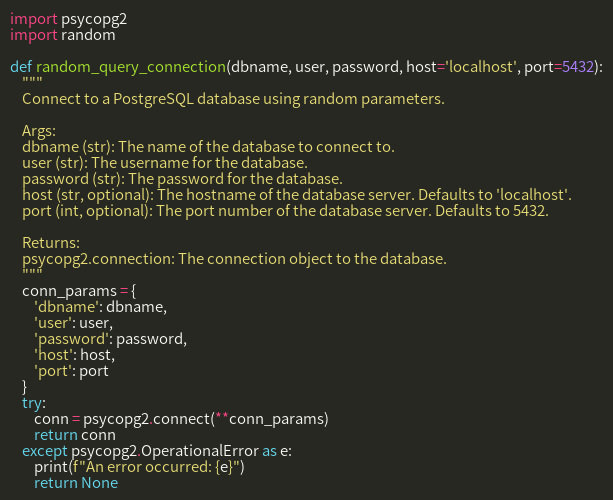 import psycopg2
import random

def random_query_connection(dbname, user, password, host='localhost', port=5432):
    """
    Connect to a PostgreSQL database using random parameters.

    Args:
    dbname (str): The name of the database to connect to.
    user (str): The username for the database.
    password (str): The password for the database.
    host (str, optional): The hostname of the database server. Defaults to 'localhost'.
    port (int, optional): The port number of the database server. Defaults to 5432.

    Returns:
    psycopg2.connection: The connection object to the database.
    """
    conn_params = {
        'dbname': dbname,
        'user': user,
        'password': password,
        'host': host,
        'port': port
    }
    try:
        conn = psycopg2.connect(**conn_params)
        return conn
    except psycopg2.OperationalError as e:
        print(f"An error occurred: {e}")
        return None